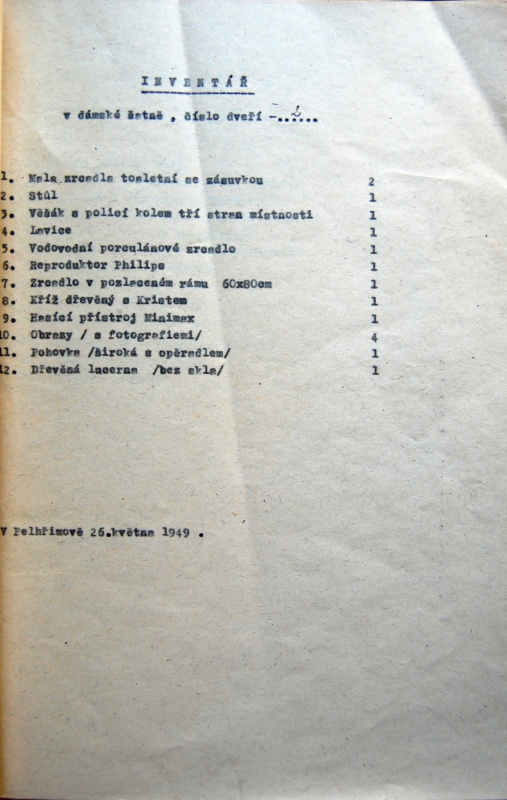 INVENTÁŘ
v dámské šatně , číslo dveří -..2....
1. Mala zrcadla toaletní se zásuvkou 2
2. Stůl 1
3. Věšák s policí kolem tří stran místnosti 1
4. Lavice 1
5. Vodovodní porculánové zrcadlo 1
6. Reproduktor Philips 1
7. Zrcadlo v pozlaceném rámu 60x80cm 1
8. Kříž dřevěný s Kristem 1
9. Hasící přístroj Minimax 1
10. Obrazy / s fotografiemi/ 4
11. Pohovka /široká s opěradlem/ 1
12. Dřevěná lucerna /bez skla/ 1
V Pelhřimově 26.května 1949 .